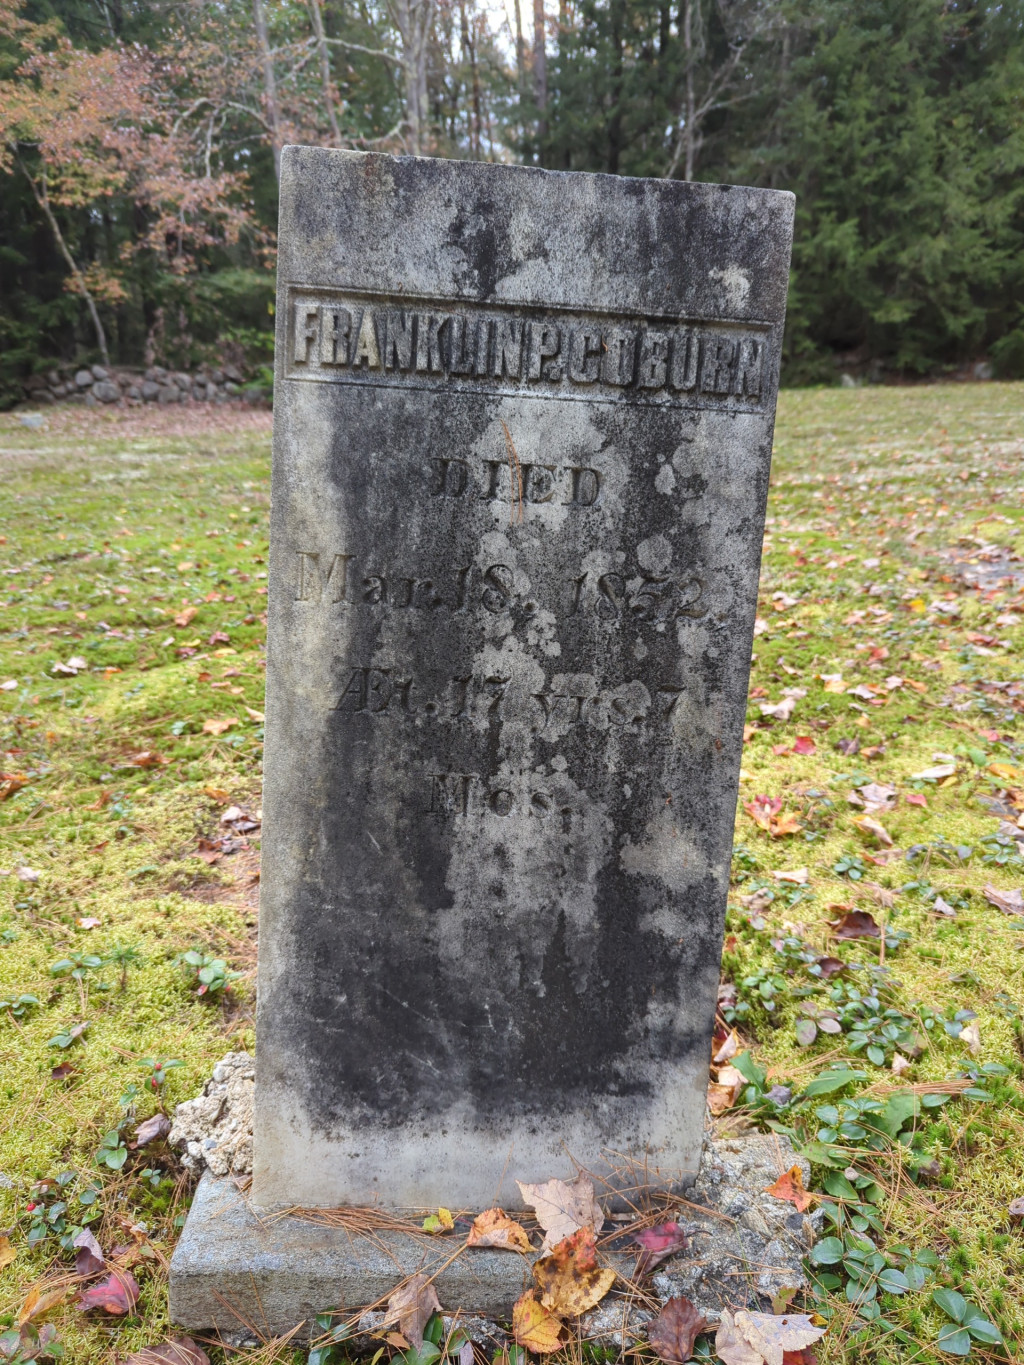 FRANKLIN P. COBURN
DIED
Mar. 18, 1852.
Æt. 17 yrs. 7
Mos.